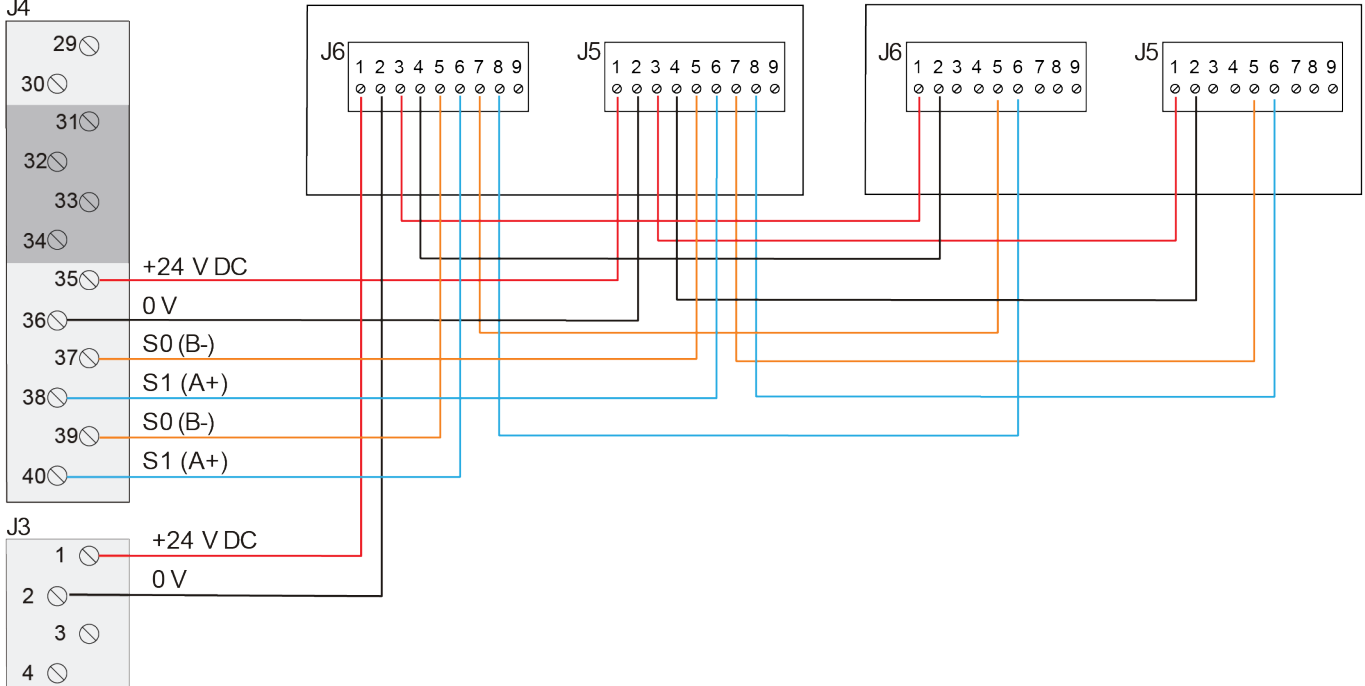 J4
29
30
31
32
33
34
35 +24 V DC
36 0 V
37 S0 (B-)
38 S1 (A+)
39 S0 (B-)
40 S1 (A+)
J3
1 +24 V DC
2 0 V
3
4
J6
1 2 3 4 5 6 7 8 9
J5
1 2 3 4 5 6 7 8 9
J6
1 2 3 4 5 6 7 8 9
J5
1 2 3 4 5 6 7 8 9